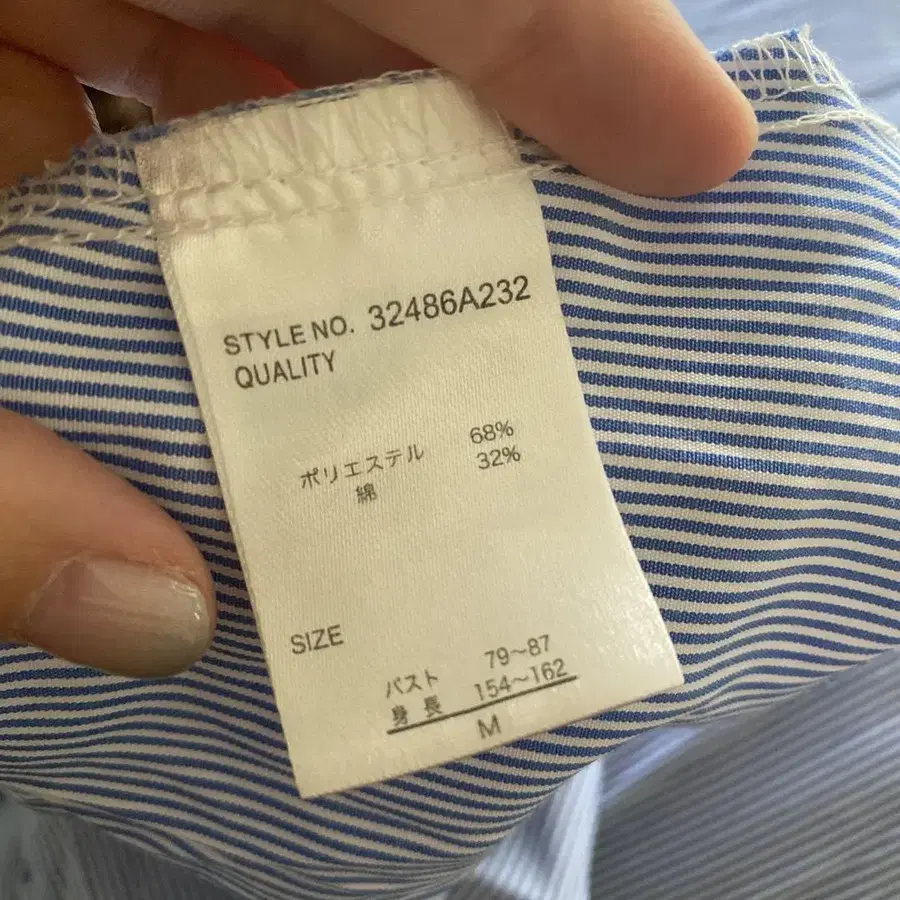 STYLE NO. 32486A232
QUALITY
ポリエステル 68%
綿 32%
SIZE
バスト 79~87
身長 154~162
M